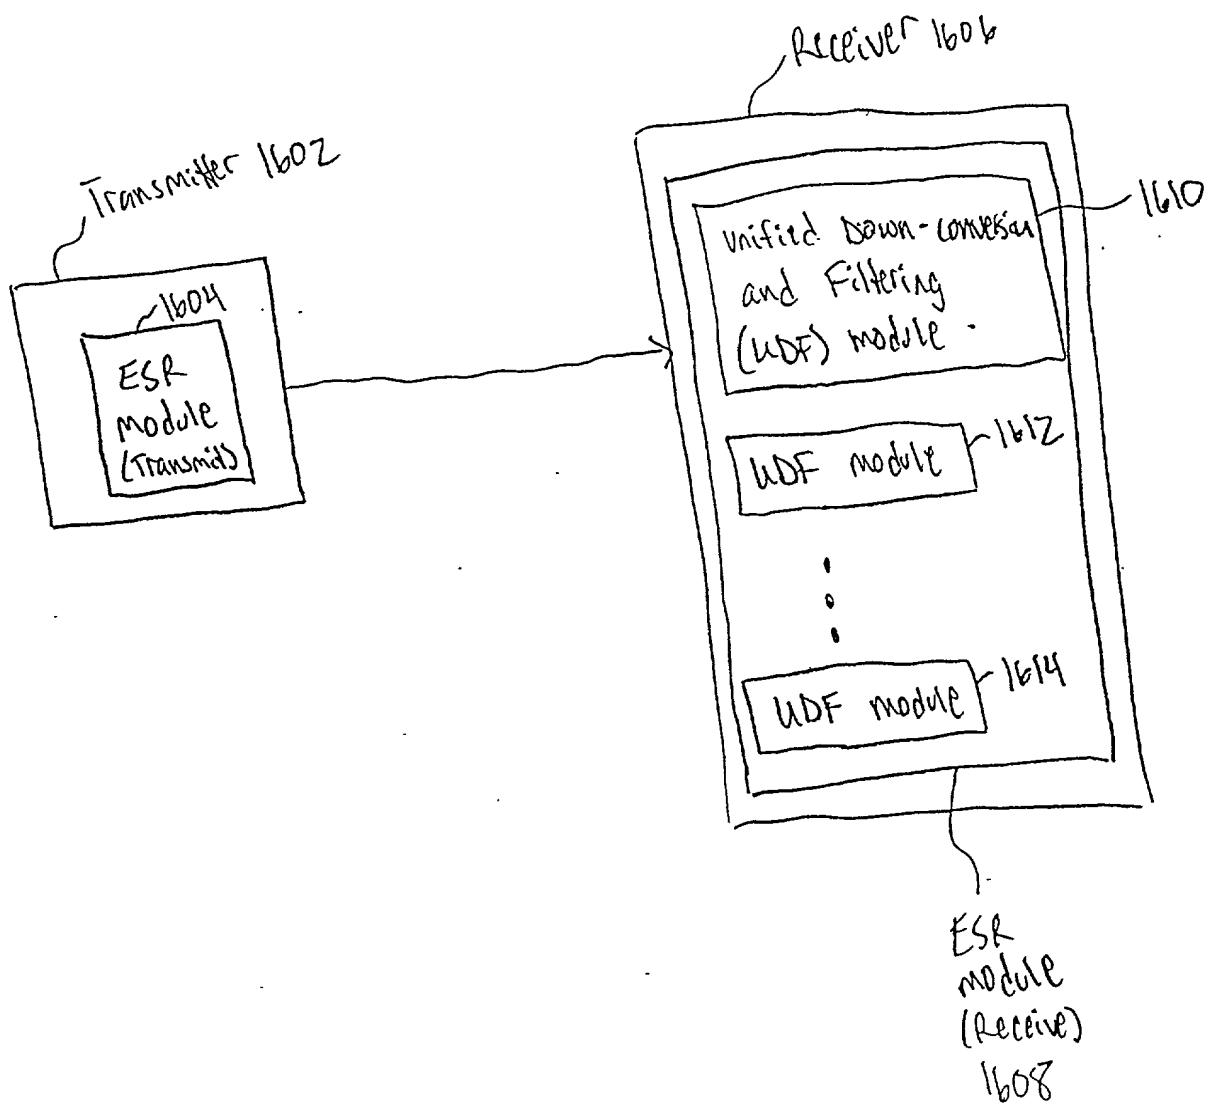 Receiver 1606
Transmitter 1602
1604
ESR
module
(Transmit)
1610
Unified Down-conversion
and Filtering
(UDF) module
1612
UDF module
1614
UDF module
ESR
module
(Receive)
1608